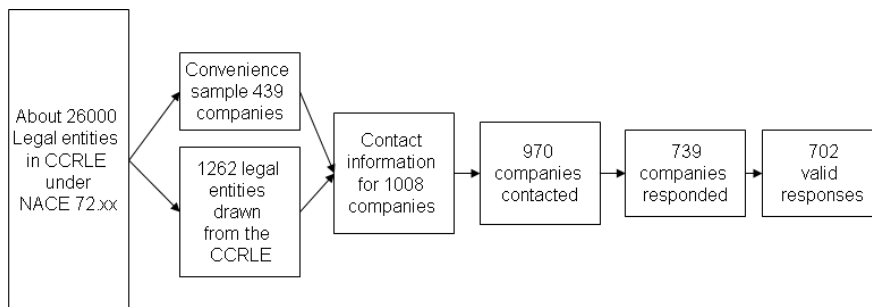 About 26000
Legal entities
in CCRLE
under
NACE 72.xx
Convenience
sample 439
companies
1262 legal
entities
drawn
from the
CCRLE
Contact
information
for 1008
companies
970
companies
contacted
739
companies
responded
702
valid
responses